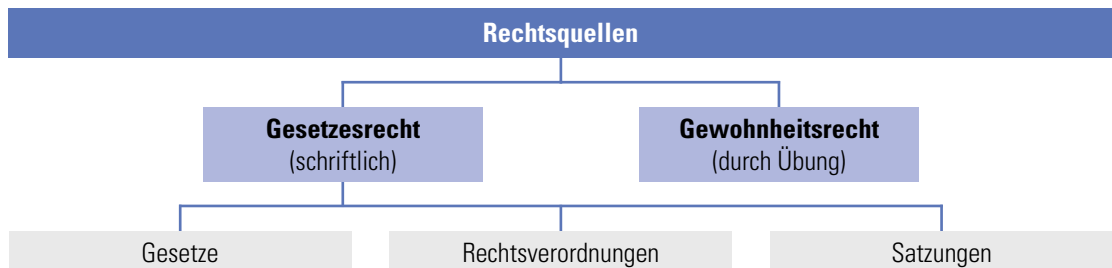 Rechtsquellen
Gesetzesrecht
(schriftlich)
Gewohnheitsrecht
(durch Übung)
Gesetze
Rechtsverordnungen
Satzungen